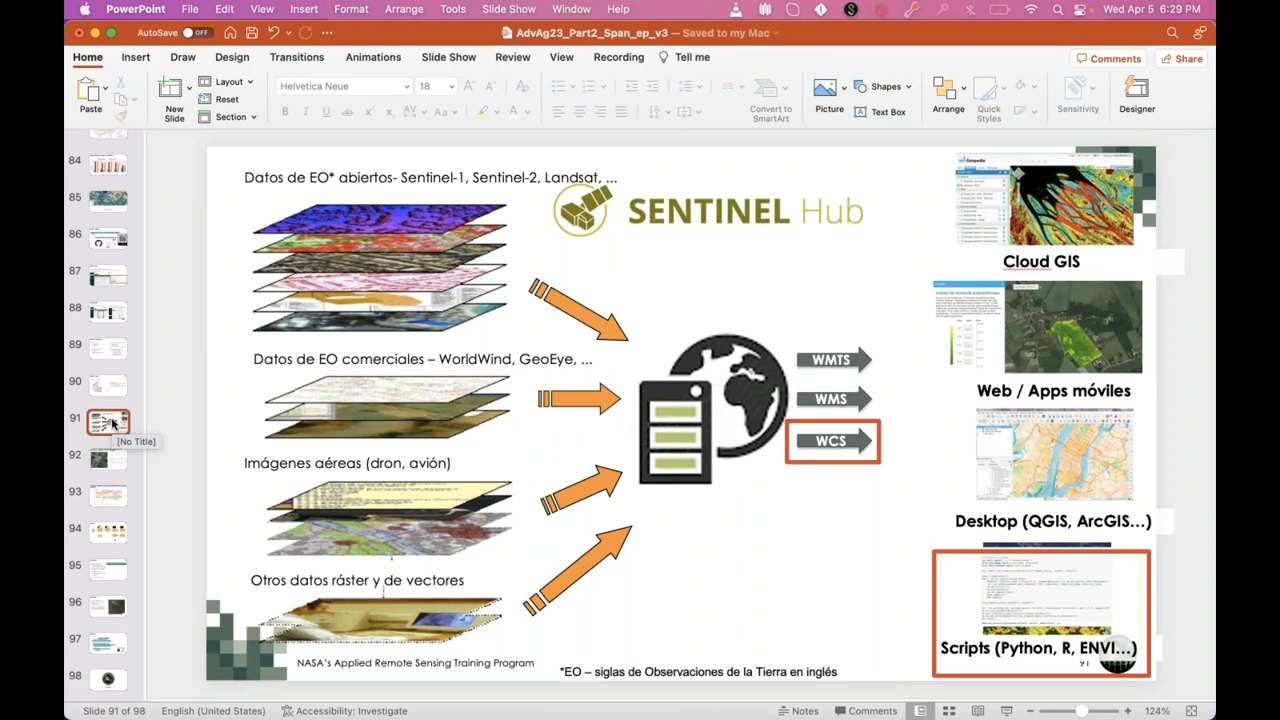 PowerPoint File Edit View Insert Format Arrange Tools Slide Show Window Help Wed Apr 5 6:29 PM
AutoSave OFF AdvAg23_Part2_Span_ep_v3 — Saved to my Mac
Home Insert Draw Design Transitions Animations Slide Show Review View Recording Tell me Comments Share
Paste New Slide Layout Reset Section Helvetica Neue 18 Convert to SmartArt Picture Shapes Text Box Arrange Quick Styles Sensitivity Designer
84
85
86
87
88
89
90
91
[No Title]
92
93
94
95
96
97
98
Datos de EO* abiertos- Sentinel-1, Sentinel-2, Landsat, ...
SENTINEL Hub
Geopedia
Cloud GIS
Datos de EO comerciales – WorldWind, GeoEye, ...
WMTS
WMS
WCS
Web / Apps móviles
Imágenes aéreas (dron, avión)
Desktop (QGIS, ArcGIS...)
Otros datos raster y de vectores
Scripts (Python, R, ENVI...)
91
NASA's Applied Remote Sensing Training Program
*EO – siglas de Observaciones de la Tierra en inglés
Slide 91 of 98 English (United States) Accessibility: Investigate Notes Comments 124%